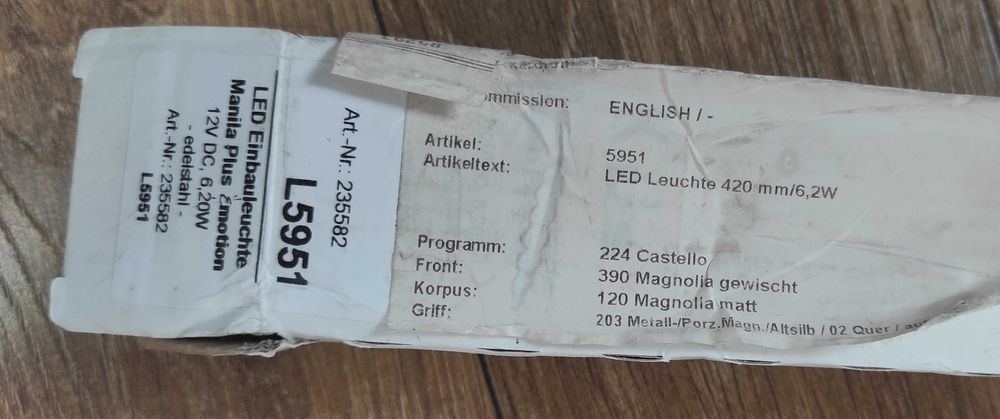 LED Einbauleuchte
Manila Plus Emotion
12V DC, 6,20W
- edelstahl -
Art.-Nr.: 235582
L5951
Art.-Nr.: 235582
L5951
ommission: ENGLISH / -
Artikel: 5951
Artikeltext: LED Leuchte 420 mm/6,2W
Programm: 224 Castello
Front: 390 Magnolia gewischt
Korpus: 120 Magnolia matt
Griff: 203 Metall-/Porz.Magn./Altsilb / 02 Quer /